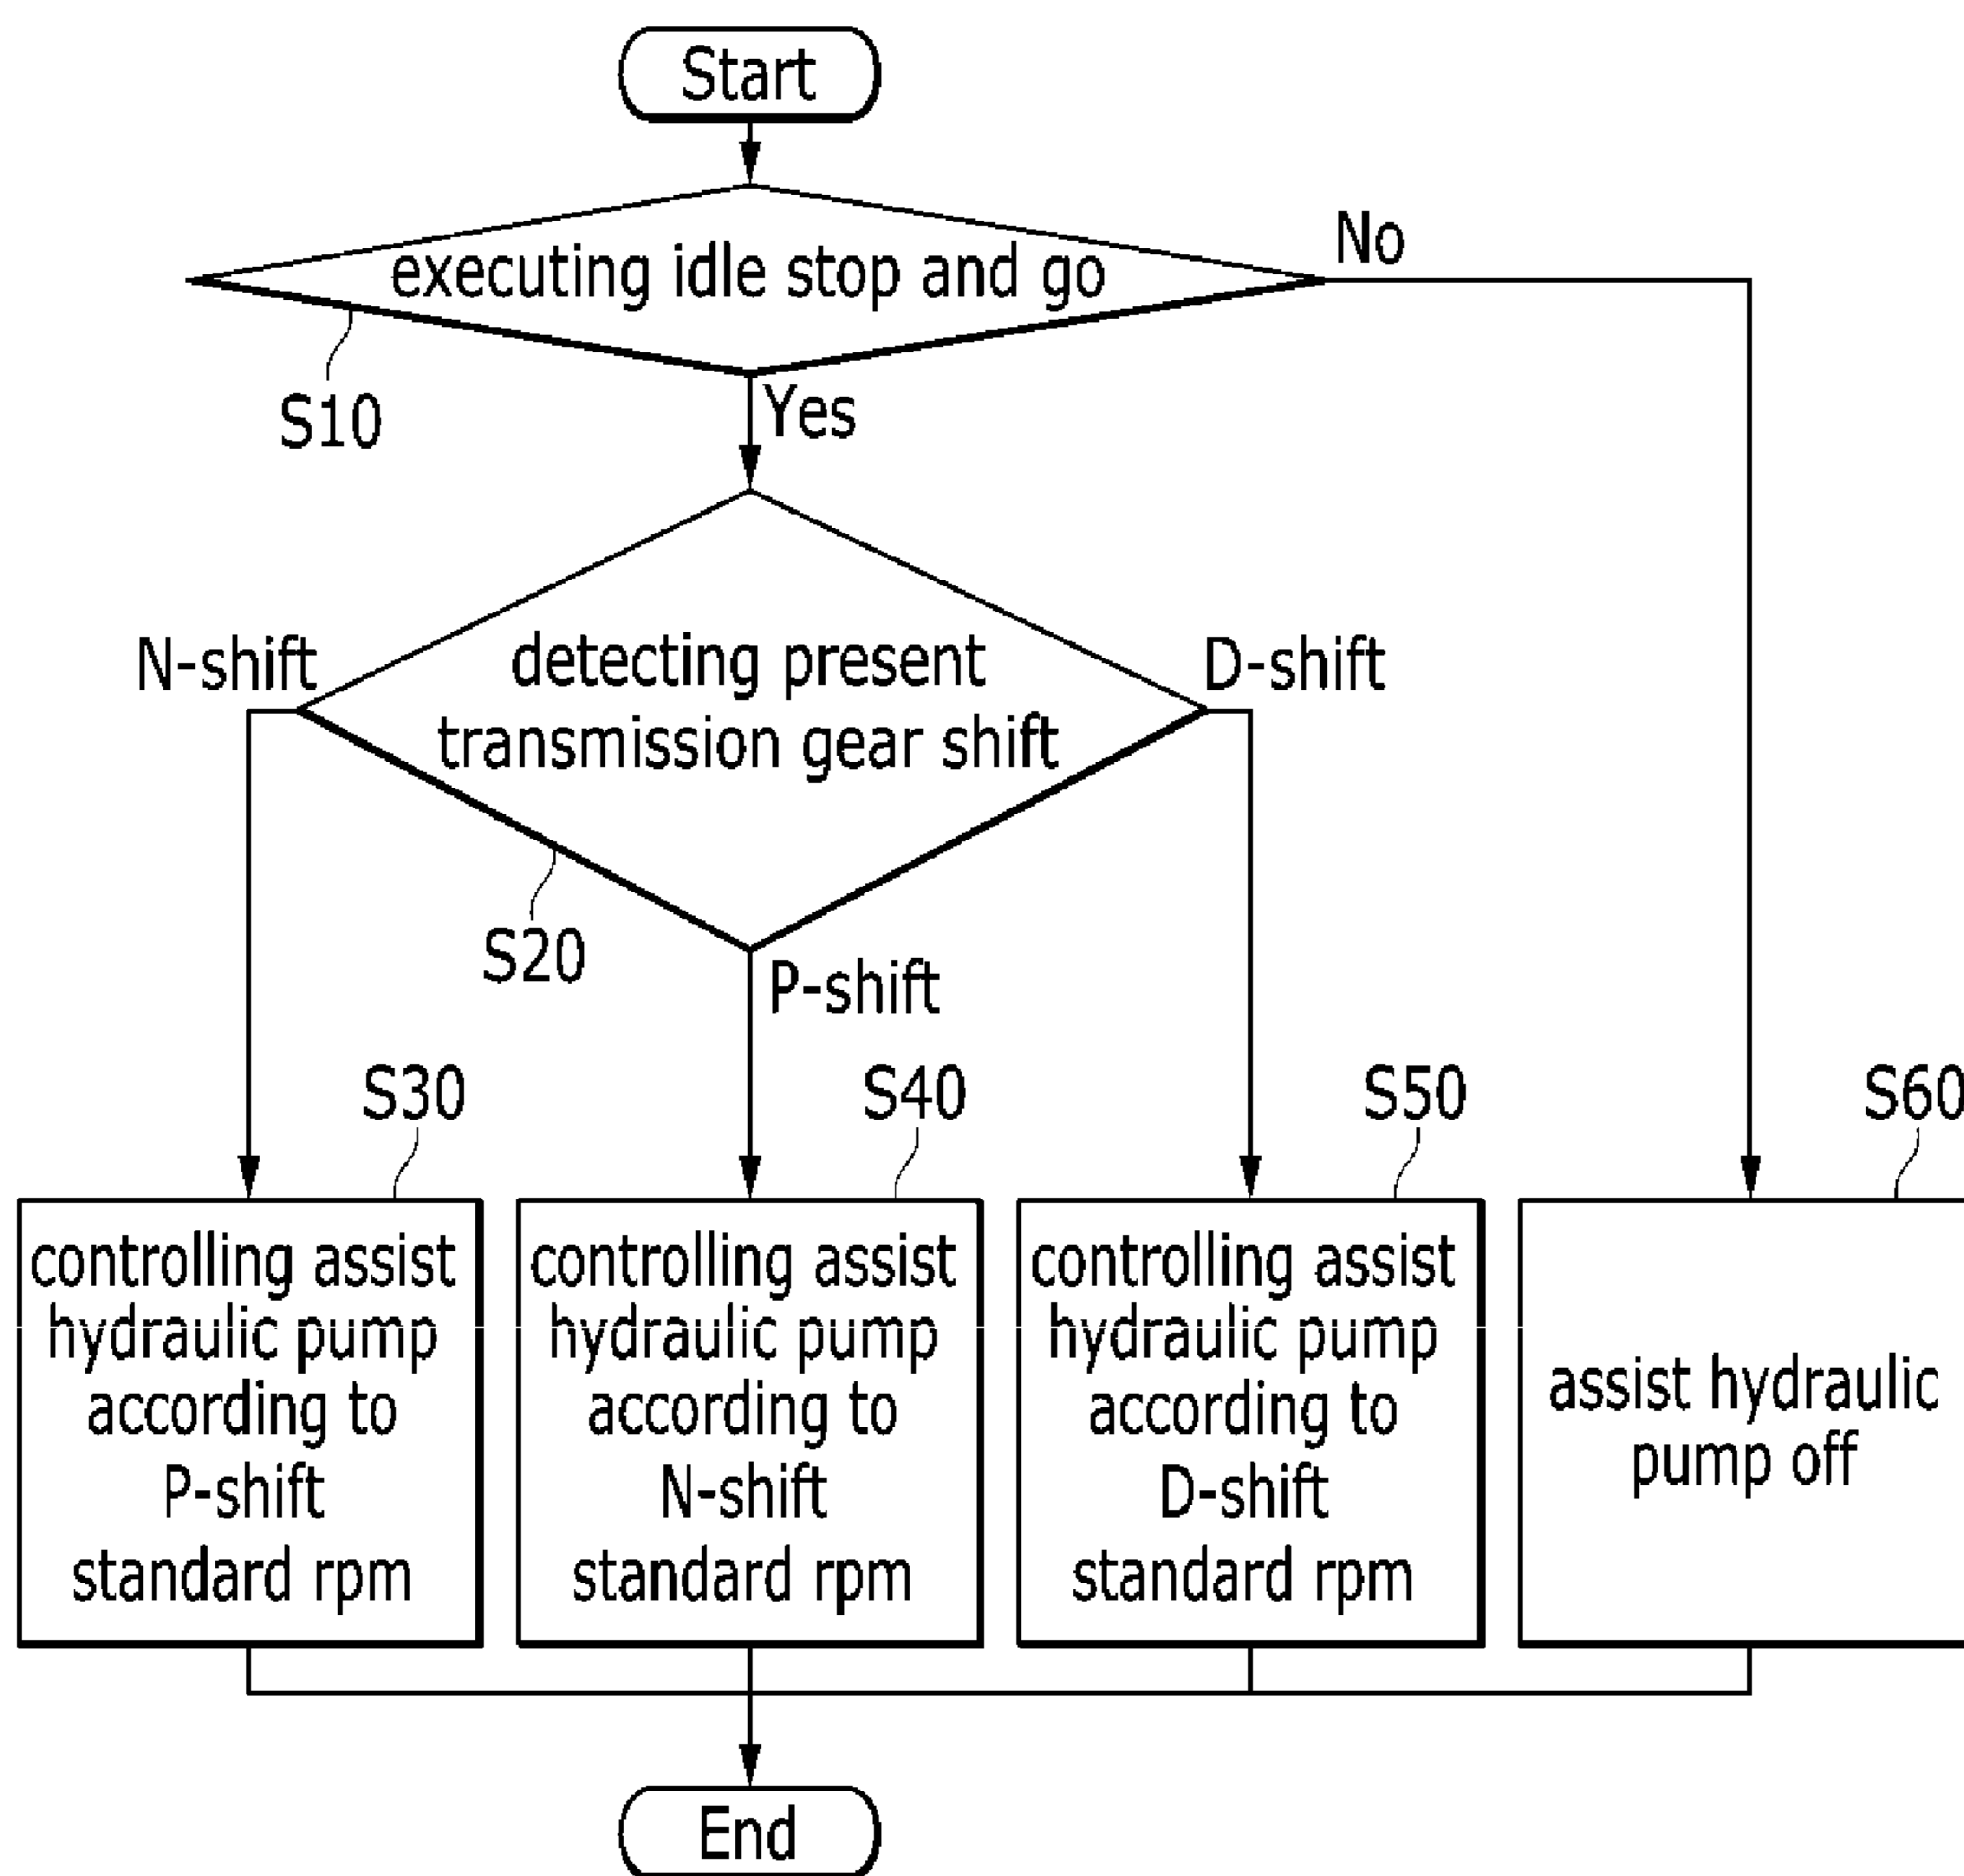 Start
executing idle stop and go
No
S10
Yes
N-shift
detecting present
transmission gear shift
D-shift
S20
P-shift
S30
S40
S50
S60
controlling assist
hydraulic pump
according to
P-shift
standard rpm
controlling assist
hydraulic pump
according to
N-shift
standard rpm
controlling assist
hydraulic pump
according to
D-shift
standard rpm
assist hydraulic
pump off
End